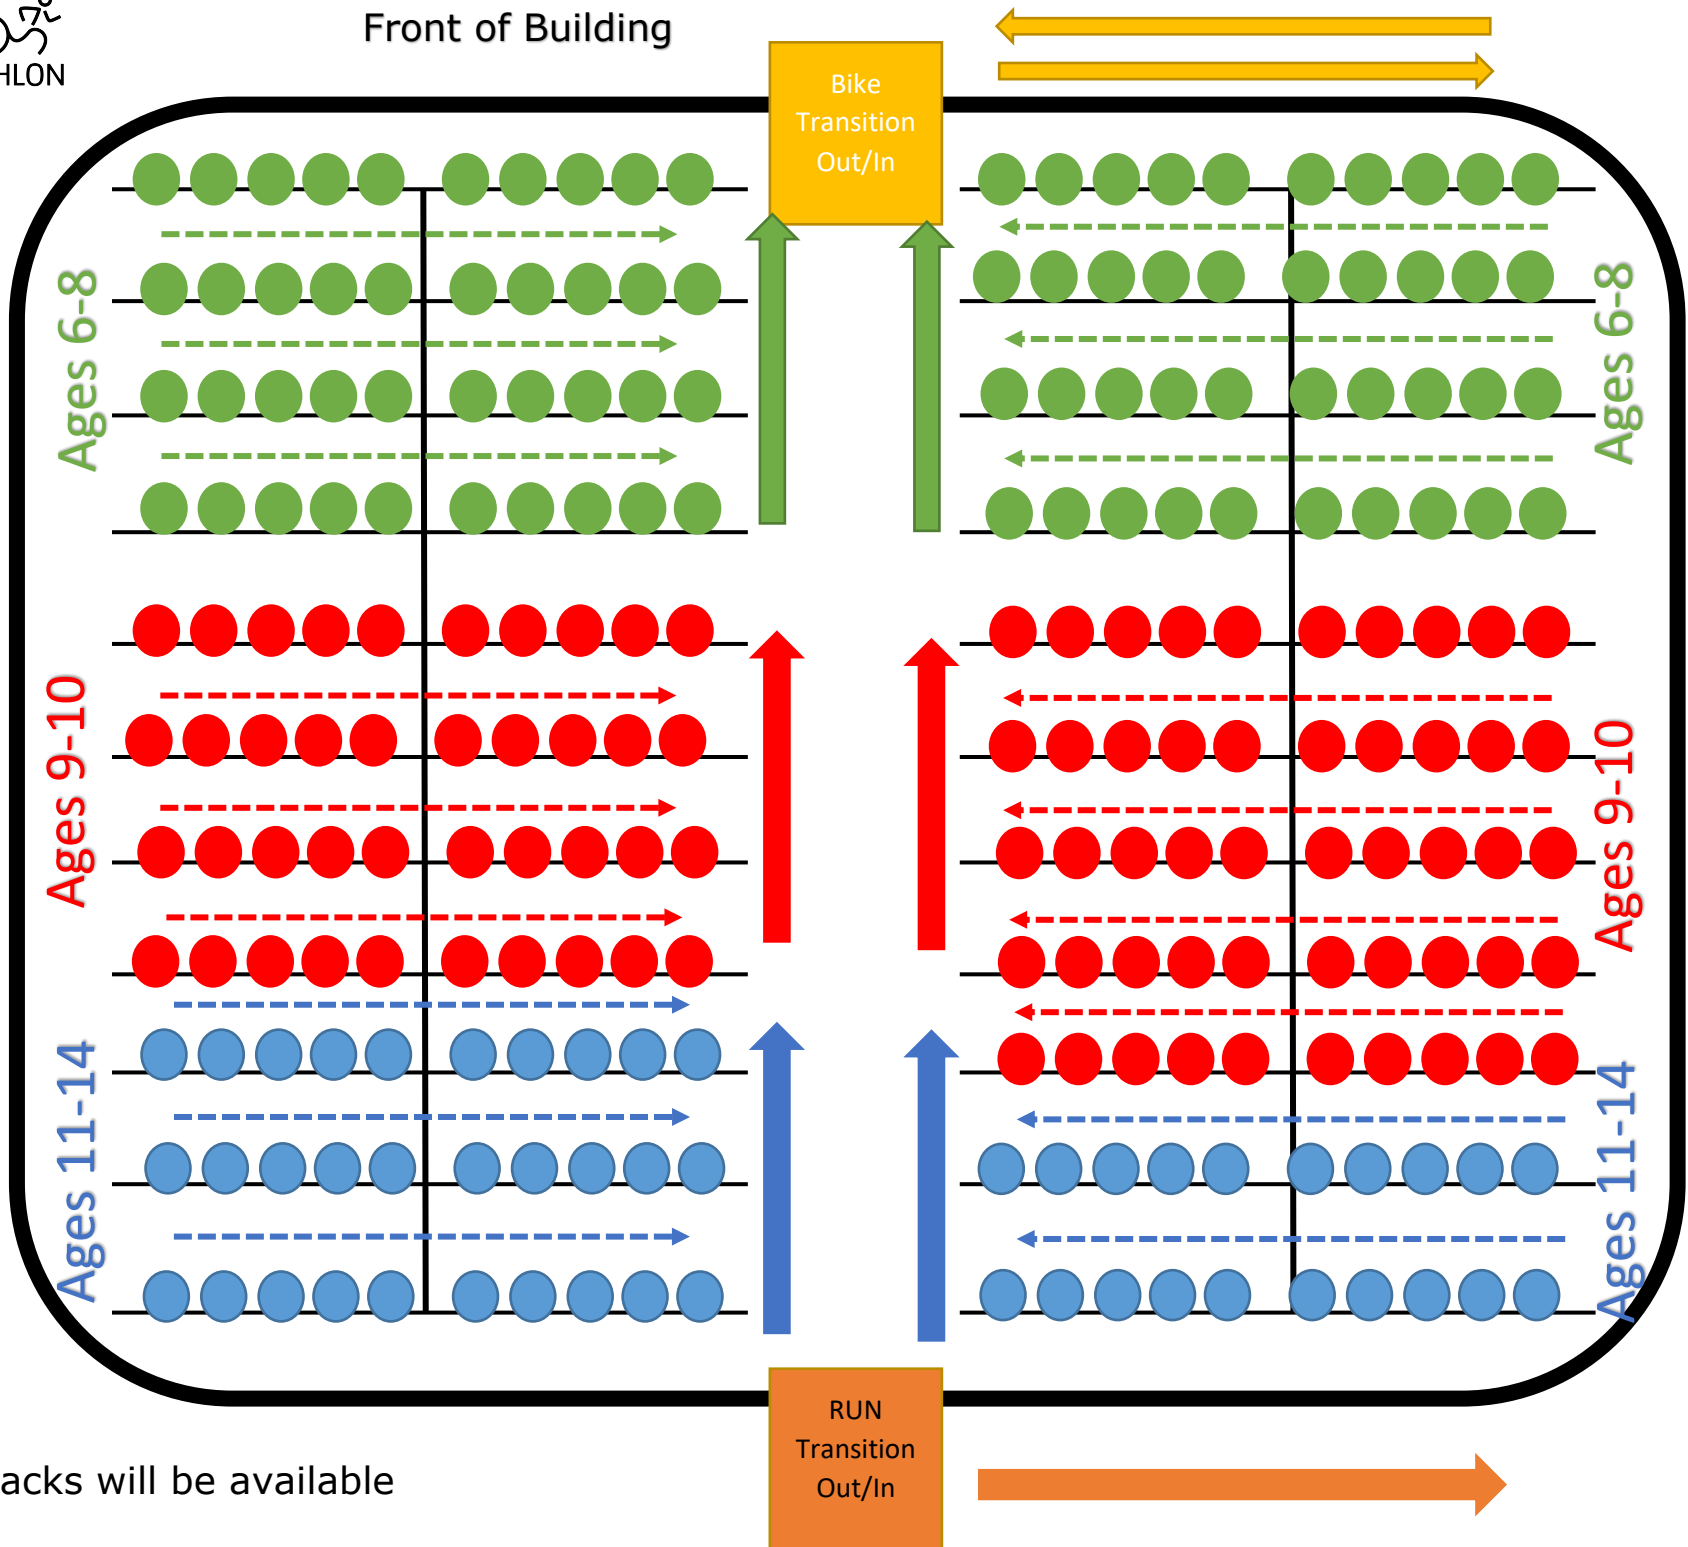 HLON
Front of Building
Bike
Transition
Out/In
Ages 6-8
Ages 6-8
Ages 9-10
Ages 9-10
Ages 11-14
Ages 11-14
RUN
Transition
Out/In
acks will be available